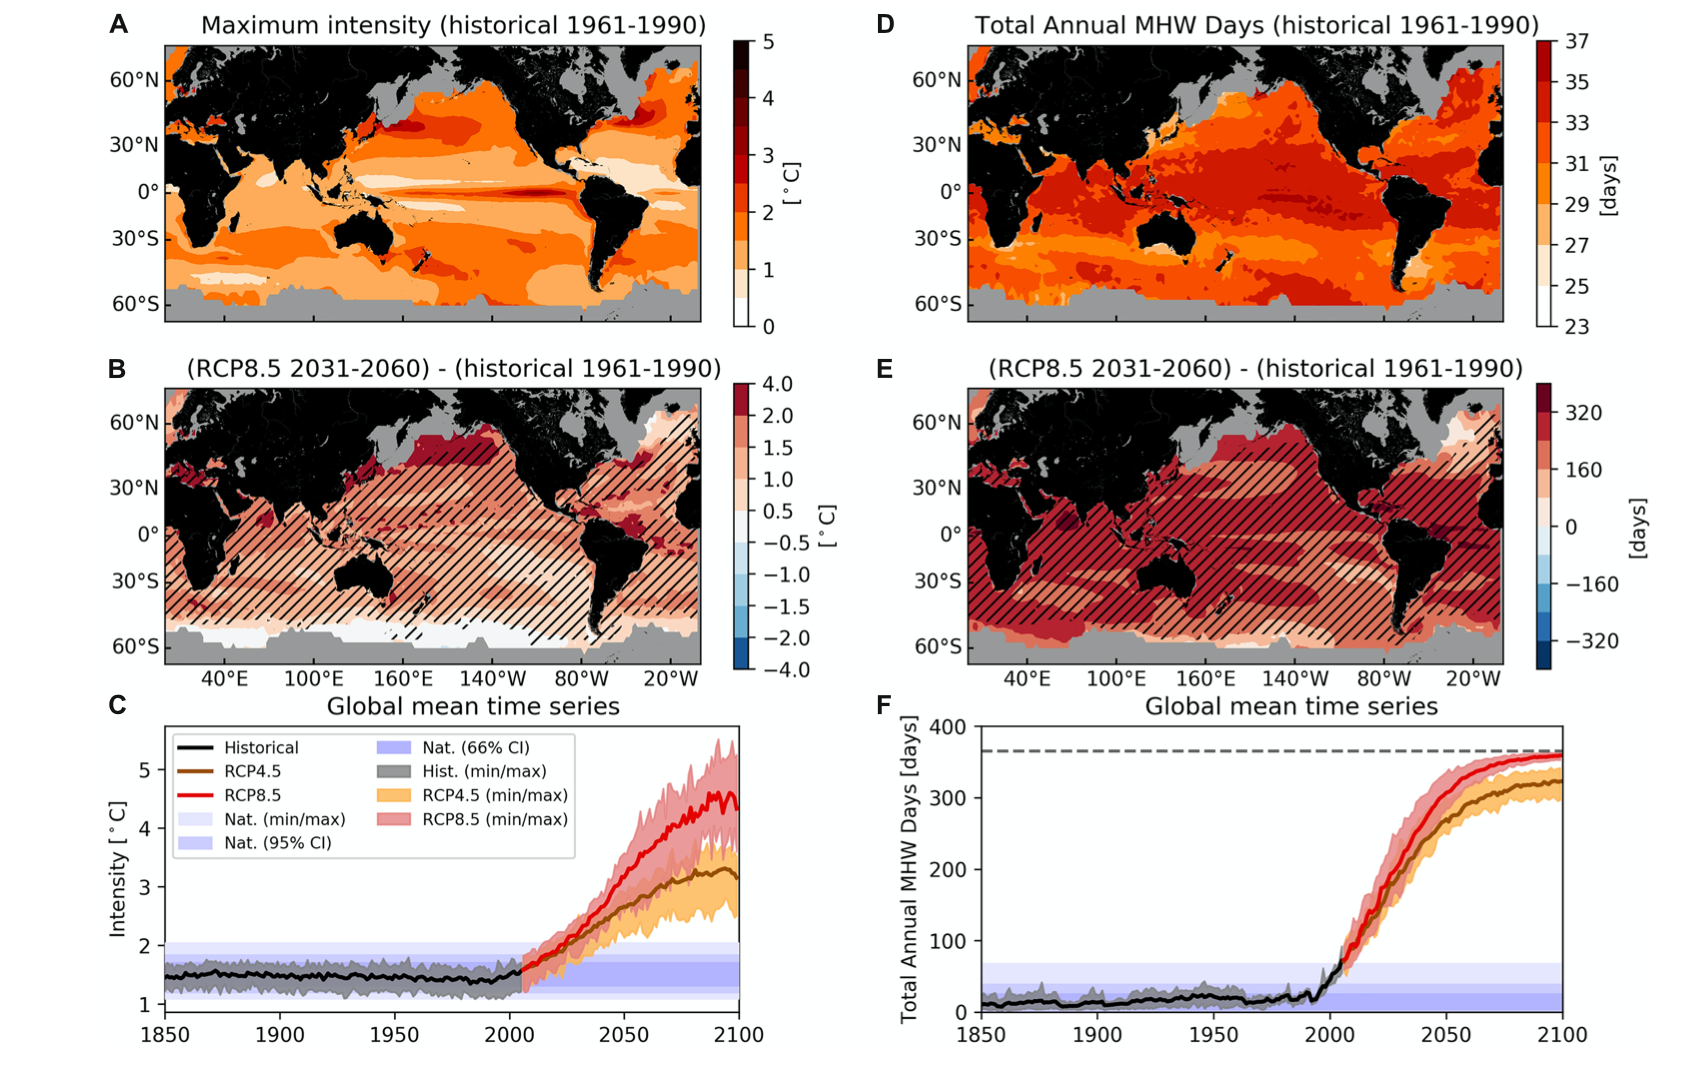 A
Maximum intensity (historical 1961-1990)
60°N
30°N
0°
30°S
60°S
5
4
3
2
1
0
[°C]
D
Total Annual MHW Days (historical 1961-1990)
60°N
30°N
0°
30°S
60°S
37
35
33
31
29
27
25
23
[days]
B
(RCP8.5 2031-2060) - (historical 1961-1990)
60°N
30°N
0°
30°S
60°S
40°E
100°E
160°E
140°W
80°W
20°W
4.0
2.0
1.5
1.0
0.5
−0.5
−1.0
−1.5
−2.0
−4.0
[°C]
E
(RCP8.5 2031-2060) - (historical 1961-1990)
60°N
30°N
0°
30°S
60°S
40°E
100°E
160°E
140°W
80°W
20°W
320
160
0
−160
−320
[days]
C
Global mean time series
Intensity [°C]
5
4
3
2
1
Historical
RCP4.5
RCP8.5
Nat. (min/max)
Nat. (95% CI)
Nat. (66% CI)
Hist. (min/max)
RCP4.5 (min/max)
RCP8.5 (min/max)
1850
1900
1950
2000
2050
2100
F
Global mean time series
Total Annual MHW Days [days]
400
300
200
100
0
1850
1900
1950
2000
2050
2100